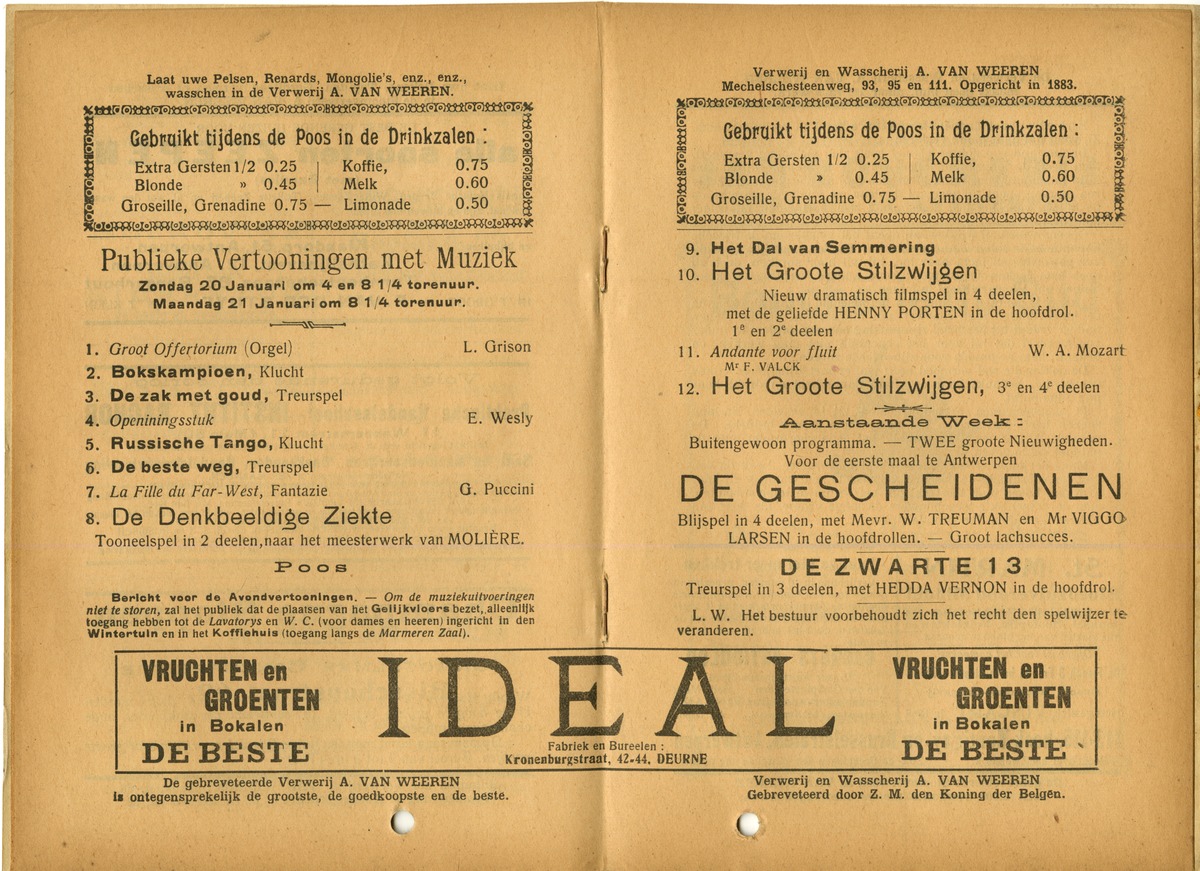 Laat uwe Pelsen, Renards, Mongolie's, enz., enz.,
wasschen in de Verwerij A. VAN WEEREN.
Gebruikt tijdens de Poos in de Drinkzalen :
Extra Gersten 1/2 0.25 | Koffie, 0.75
Blonde » 0.45 | Melk 0.60
Groseille, Grenadine 0.75 — Limonade 0.50
Publieke Vertooningen met Muziek
Zondag 20 Januari om 4 en 8 1/4 torenuur.
Maandag 21 Januari om 8 1/4 torenuur.
1. Groot Offertorium (Orgel) L. Grison
2. Bokskampioen, Klucht
3. De zak met goud, Treurspel
4. Openiningsstuk E. Wesly
5. Russische Tango, Klucht
6. De beste weg, Treurspel
7. La Fille du Far-West, Fantazie G. Puccini
8. De Denkbeeldige Ziekte
Tooneelspel in 2 deelen, naar het meesterwerk van MOLIÈRE.
Poos
Bericht voor de Avondvertooningen. — Om de muziekuitvoeringen
niet te storen, zal het publiek dat de plaatsen van het Gelijkvloers bezet, alleenlijk
toegang hebben tot de Lavatorys en W. C. (voor dames en heeren) ingericht in den
Wintertuin en in het Koffiehuis (toegang langs de Marmeren Zaal).
Verwerij en Wasscherij A. VAN WEEREN
Mechelschesteenweg, 93, 95 en 111. Opgericht in 1883.
Gebruikt tijdens de Poos in de Drinkzalen :
Extra Gersten 1/2 0.25 | Koffie, 0.75
Blonde » 0.45 | Melk 0.60
Groseille, Grenadine 0.75 — Limonade 0.50
9. Het Dal van Semmering
10. Het Groote Stilzwijgen
Nieuw dramatisch filmspel in 4 deelen,
met de geliefde HENNY PORTEN in de hoofdrol.
1e en 2e deelen
11. Andante voor fluit W. A. Mozart
Mr F. VALCK
12. Het Groote Stilzwijgen, 3e en 4e deelen
Aanstaande Week :
Buitengewoon programma. — TWEE groote Nieuwigheden.
Voor de eerste maal te Antwerpen
DE GESCHEIDENEN
Blijspel in 4 deelen, met Mevr. W. TREUMAN en Mr VIGGO
LARSEN in de hoofdrollen. — Groot lachsucces.
DE ZWARTE 13
Treurspel in 3 deelen, met HEDDA VERNON in de hoofdrol.
L. W. Het bestuur voorbehoudt zich het recht den spelwijzer te
veranderen.
VRUCHTEN en
GROENTEN
in Bokalen
DE BESTE
IDEAL
Fabriek en Bureelen :
Kronenburgstraat, 42-44, DEURNE
VRUCHTEN en
GROENTEN
in Bokalen
DE BESTE
De gebreveteerde Verwerij A. VAN WEEREN
is ontegensprekelijk de grootste, de goedkoopste en de beste.
Verwerij en Wasscherij A. VAN WEEREN
Gebreveteerd door Z. M. den Koning der Belgen.